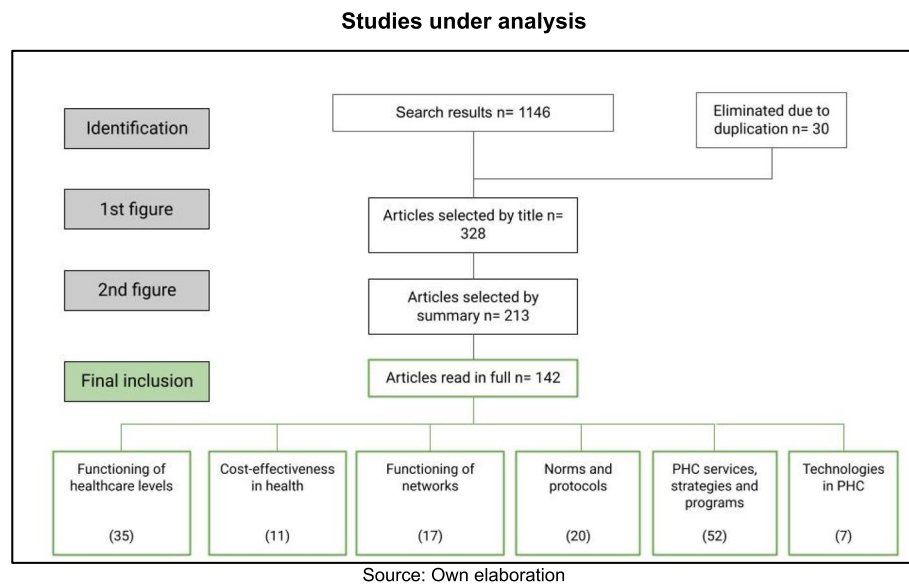 Studies under analysis
Identification
Search results n= 1146
Eliminated due to
duplication n= 30
1st figure
Articles selected by title n=
328
2nd figure
Articles selected by
summary n= 213
Final inclusion
Articles read in full n= 142
Functioning of
healthcare levels
(35)
Cost-effectiveness
in health
(11)
Functioning of
networks
(17)
Norms and
protocols
(20)
PHC services,
strategies and
programs
(52)
Technologies
in PHC
(7)
Source: Own elaboration